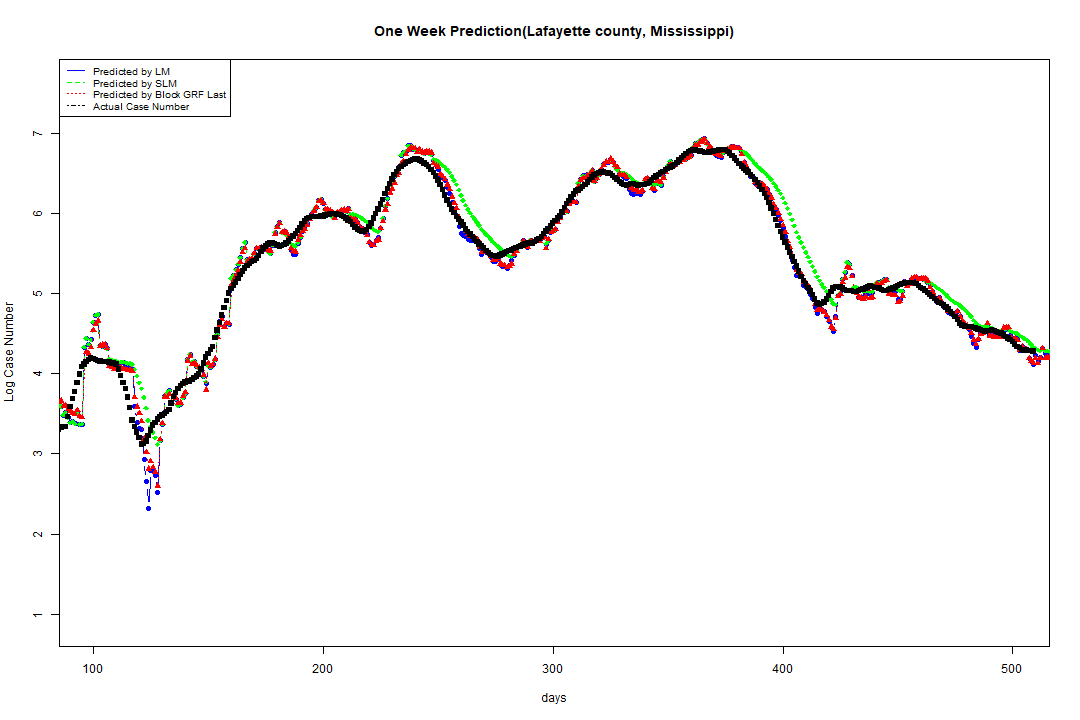 One Week Prediction(Lafayette county, Mississippi)
Predicted by LM
Predicted by SLM
Predicted by Block GRF Last
Actual Case Number
7
6
5
4
3
2
1
Log Case Number
100 200 300 400 500
days